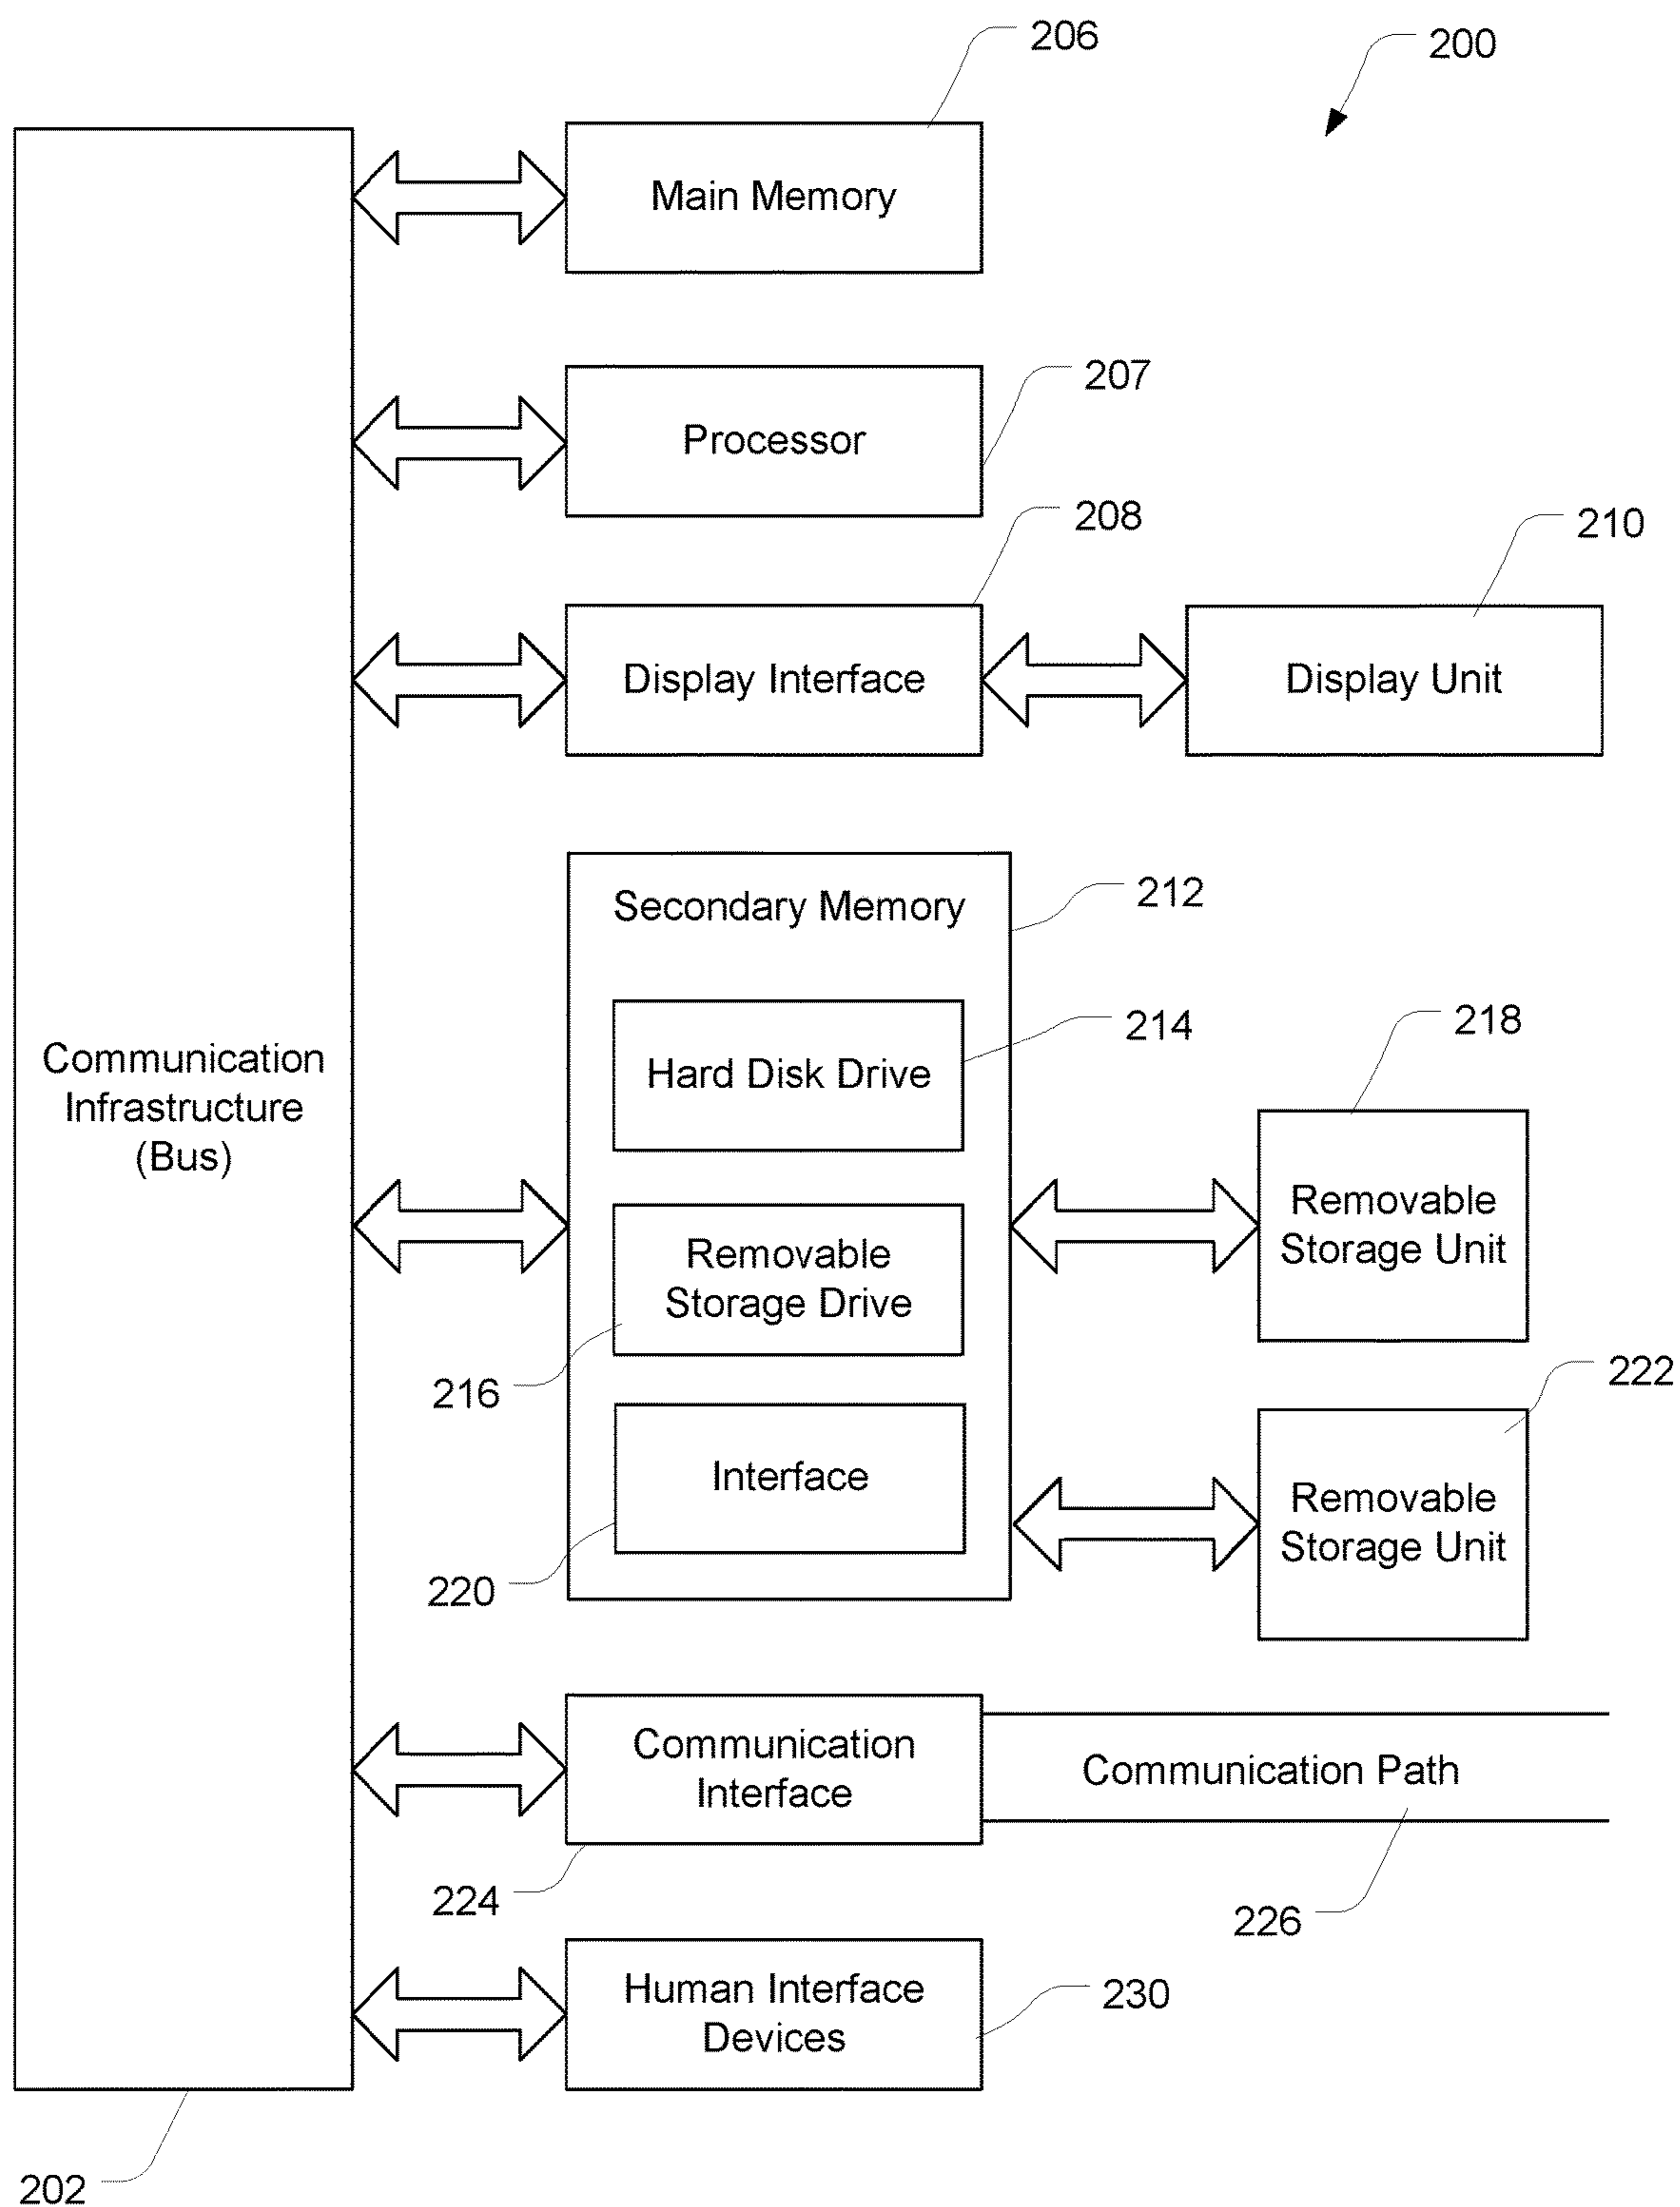 206
200
Main Memory
207
Processor
208
210
Display Interface
Display Unit
Secondary Memory
212
214
Hard Disk Drive
218
Communication
Infrastructure
(Bus)
Removable
Storage Unit
Removable
Storage Drive
216
222
Interface
Removable
Storage Unit
220
Communication
Interface
Communication Path
224
226
Human Interface
Devices
230
202